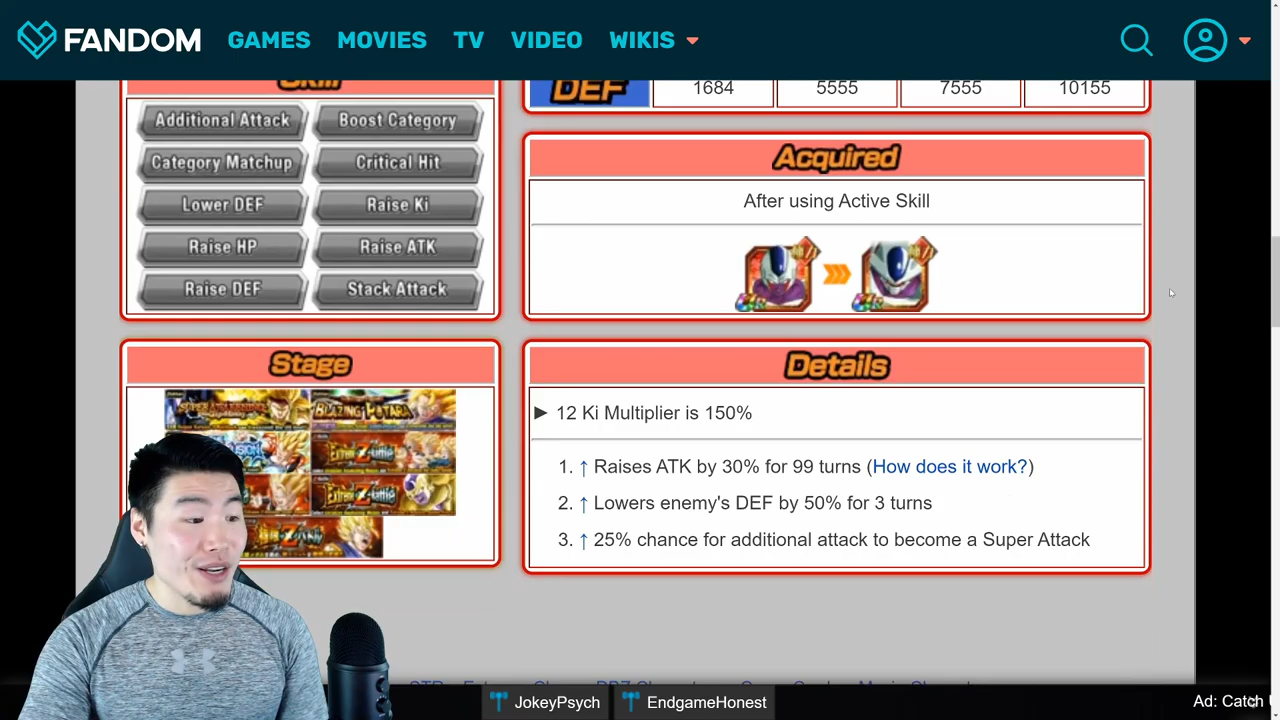 FANDOM GAMES MOVIES TV VIDEO WIKIS
Skill
Additional Attack Boost Category
Category Matchup Critical Hit
Lower DEF Raise Ki
Raise HP Raise ATK
Raise DEF Stack Attack
DEF 1684 5555 7555 10155
Acquired
After using Active Skill
Stage
BLAZING POTARA
Details
► 12 Ki Multiplier is 150%
1. ↑ Raises ATK by 30% for 99 turns (How does it work?)
2. ↑ Lowers enemy's DEF by 50% for 3 turns
3. ↑ 25% chance for additional attack to become a Super Attack
JokeyPsych EndgameHonest
Ad: Catch